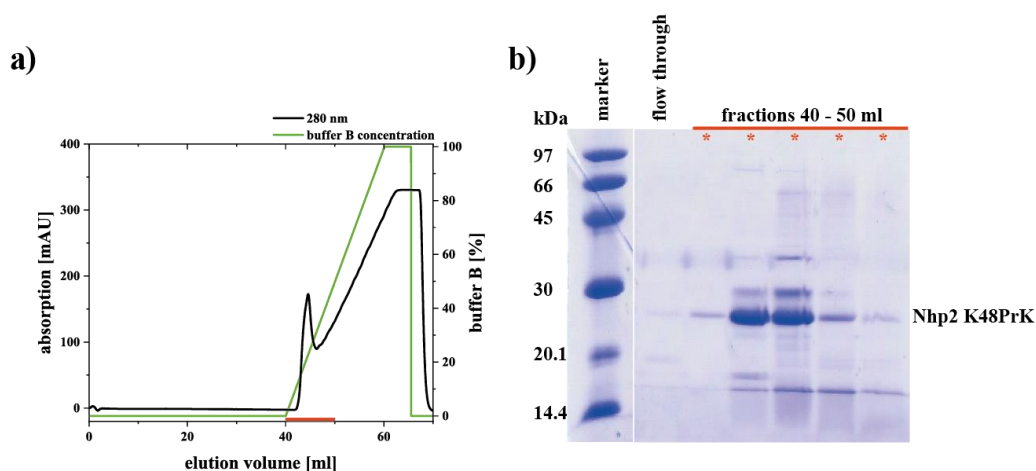 a)
280 nm
buffer B concentration
400
300
200
100
0
absorption [mAU]
100
80
60
40
20
0
buffer B [%]
0 20 40 60
elution volume [ml]
b)
kDa
marker
flow through
fractions 40 - 50 ml
* * * * *
97
66
45
30
20.1
14.4
Nhp2 K48PrK